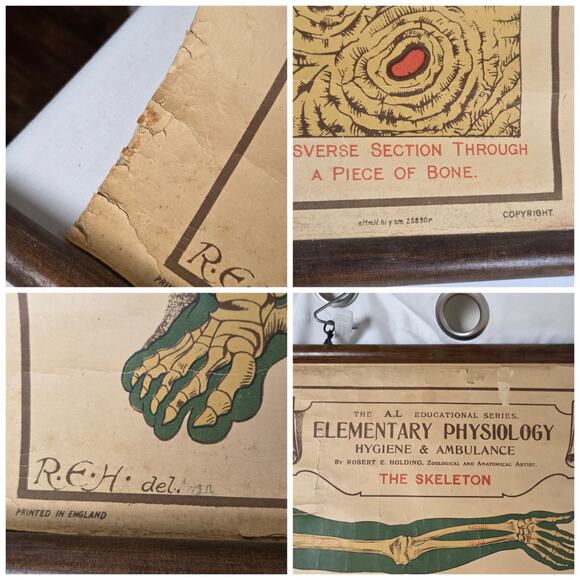 R.E
PRI
SVERSE SECTION THROUGH
A PIECE OF BONE.
COPYRIGHT.
R.E.H. del.
PRINTED IN ENGLAND
THE A.L EDUCATIONAL SERIES.
ELEMENTARY PHYSIOLOGY
HYGIENE & AMBULANCE
BY ROBERT E. HOLDING, ZOOLOGICAL AND ANATOMICAL ARTIST.
THE SKELETON